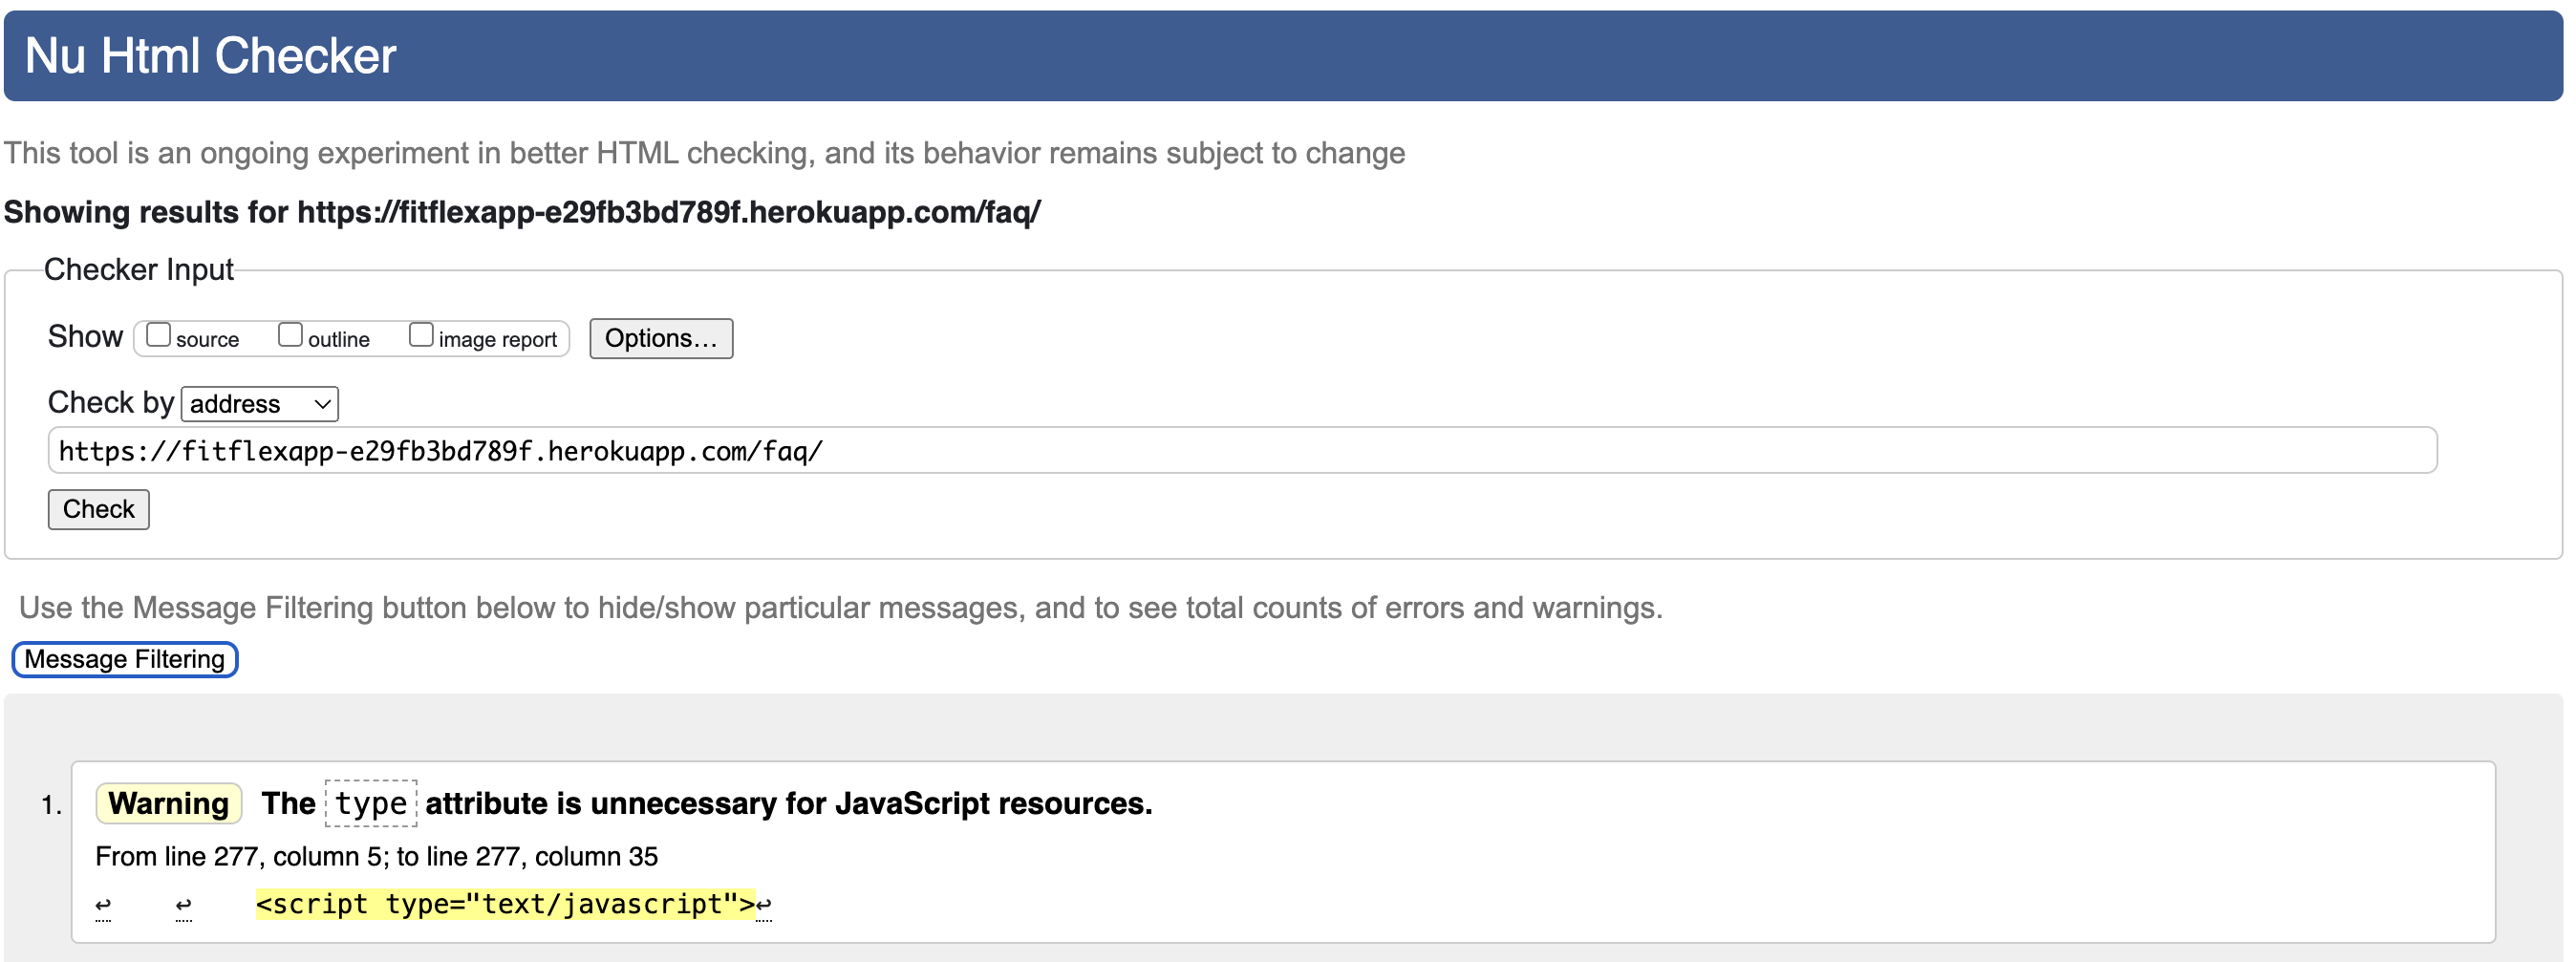 Nu Html Checker
This tool is an ongoing experiment in better HTML checking, and its behavior remains subject to change
Showing results for https://fitflexapp-e29fb3bd789f.herokuapp.com/faq/
Checker Input
Show source outline image report Options...
Check by address
https://fitflexapp-e29fb3bd789f.herokuapp.com/faq/
Check
Use the Message Filtering button below to hide/show particular messages, and to see total counts of errors and warnings.
Message Filtering
1. Warning The type attribute is unnecessary for JavaScript resources.
From line 277, column 5; to line 277, column 35
↩ ↩ <script type="text/javascript">↩